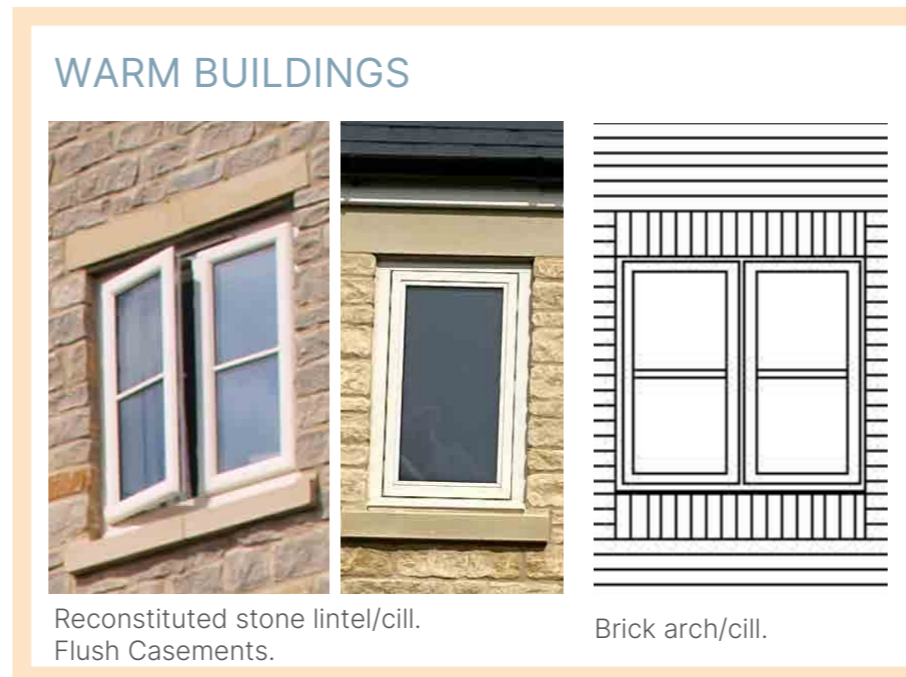 WARM BUILDINGS
Reconstituted stone lintel/cill.
Flush Casements.
Brick arch/cill.